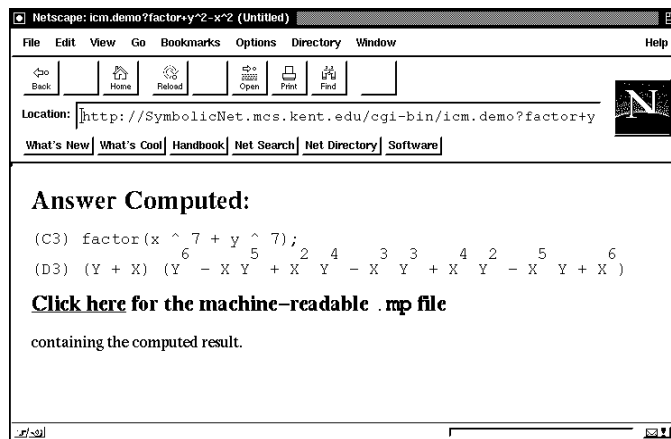 Netscape: icm.demo?factor+y^2-x^2 (Untitled)
File Edit View Go Bookmarks Options Directory Window Help
Back Home Reload Open Print Find
Location: http://SymbolicNet.mcs.kent.edu/cgi-bin/icm.demo?factor+y
N
What's New What's Cool Handbook Net Search Net Directory Software
Answer Computed:
(C3) factor(x ^ 7 + y ^ 7);
6 5 2 4 3 3 4 2 5 6
(D3) (Y + X) (Y - X Y + X Y - X Y + X Y - X Y + X )
Click here for the machine-readable .mp file
containing the computed result.